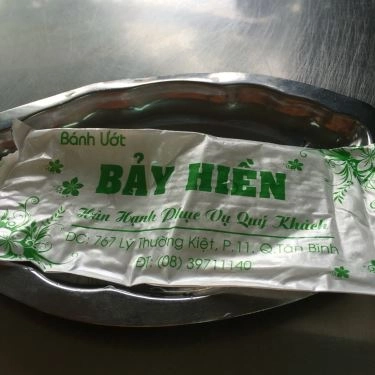 Bánh Ướt
BẢY HIỀN
Hân Hạnh Phục Vụ Quý Khách
ĐC: 767 Lý Thường Kiệt, P.11, Q.Tân Bình
ĐT: (08) 39711140